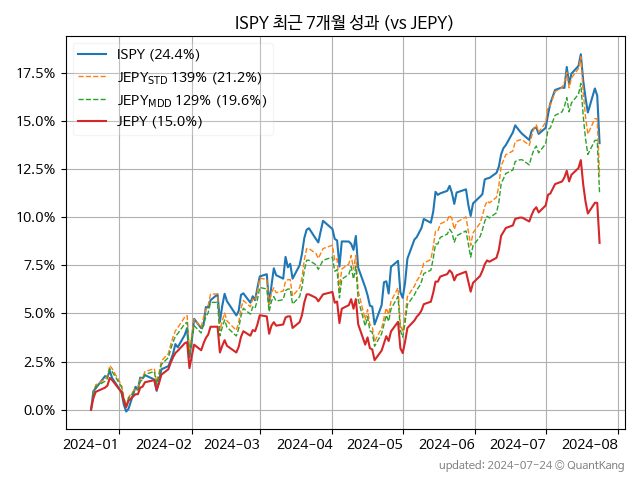 ISPY 최근 7개월 성과 (vs JEPY)
ISPY (24.4%)
JEPYSTD 139% (21.2%)
JEPYMDD 129% (19.6%)
JEPY (15.0%)
17.5%
15.0%
12.5%
10.0%
7.5%
5.0%
2.5%
0.0%
2024-01 2024-02 2024-03 2024-04 2024-05 2024-06 2024-07 2024-08
updated: 2024-07-24 © QuantKang